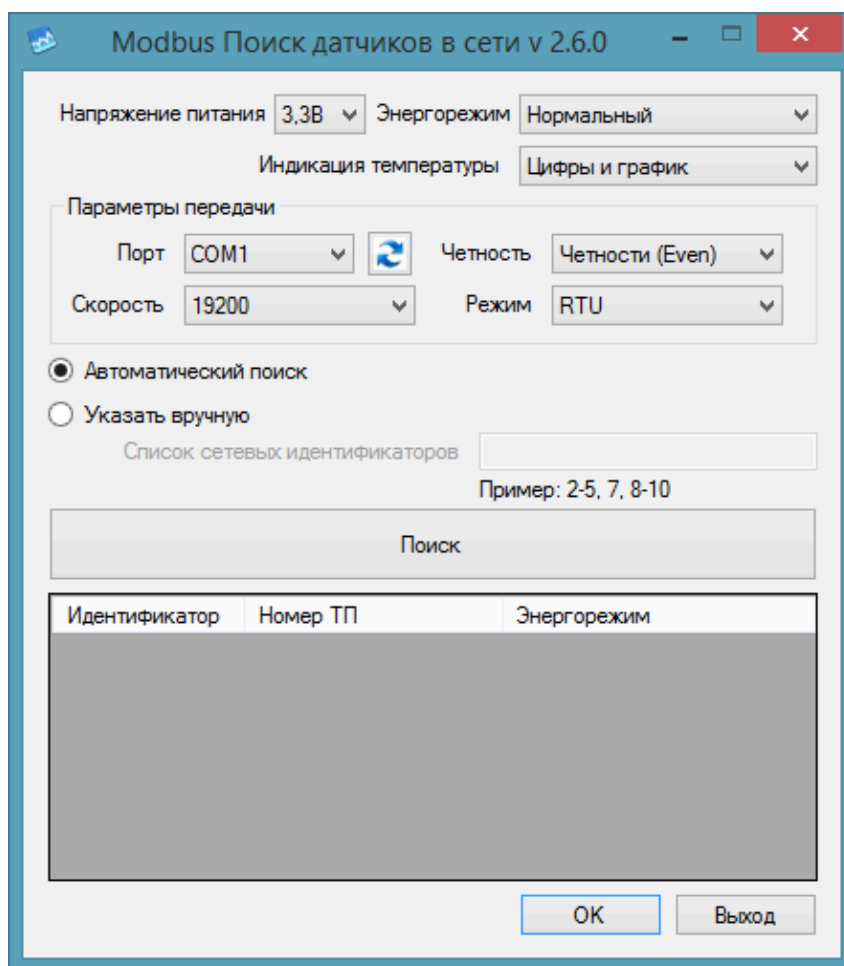 Modbus Поиск датчиков в сети v 2.6.0
Напряжение питания 3,3В Энергорежим Нормальный
Индикация температуры Цифры и график
Параметры передачи
Порт COM1 Четность Четности (Even)
Скорость 19200 Режим RTU
Автоматический поиск
Указать вручную
Список сетевых идентификаторов
Пример: 2-5, 7, 8-10
Поиск
Идентификатор Номер ТП Энергорежим
OK Выход